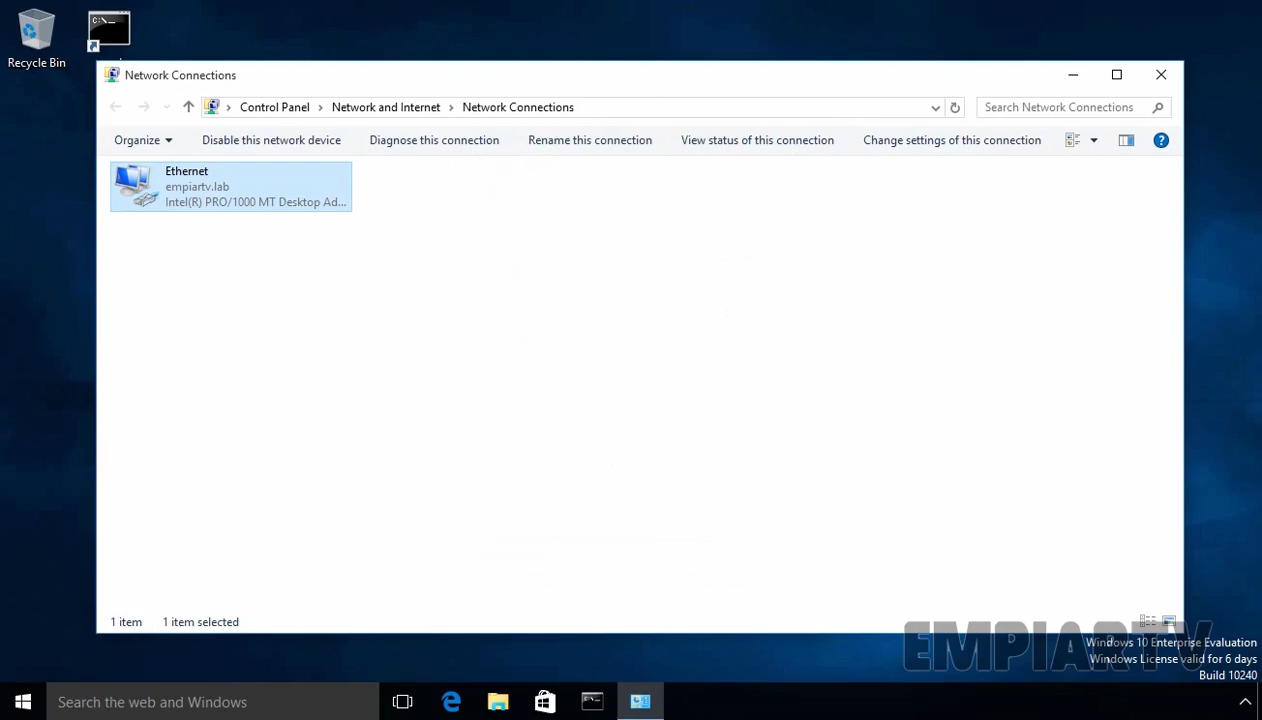 Recycle Bin
Network Connections
Control Panel > Network and Internet > Network Connections
Search Network Connections
Organize
Disable this network device
Diagnose this connection
Rename this connection
View status of this connection
Change settings of this connection
Ethernet
empiartv.lab
Intel(R) PRO/1000 MT Desktop Ad...
1 item
1 item selected
EMPIARTV
Windows 10 Enterprise Evaluation
Windows License valid for 6 days
Build 10240
Search the web and Windows